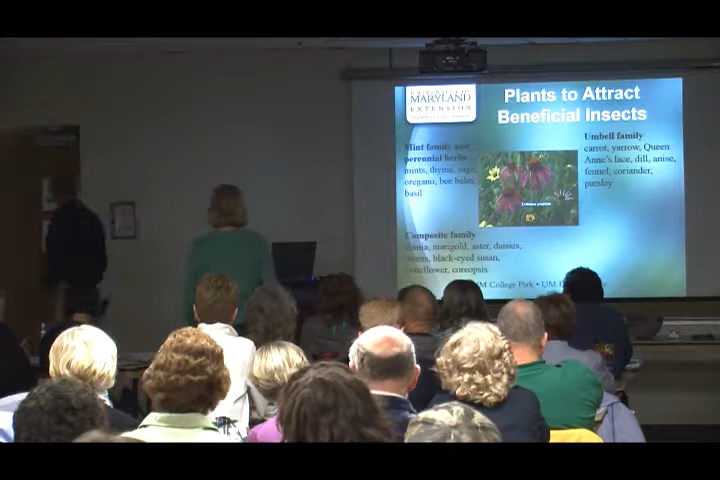 UNIVERSITY OF
MARYLAND
EXTENSION
Plants to Attract
Beneficial Insects
Mint family and
perennial herbs
mints, thyme, sage,
oregano, bee balm,
basil
Umbell family
carrot, yarrow, Queen
Anne's lace, dill, anise,
fennel, coriander,
parsley
Composite family
marigold, aster, daisies,
black-eyed susan,
coneflower, coreopsis
College Park • UM